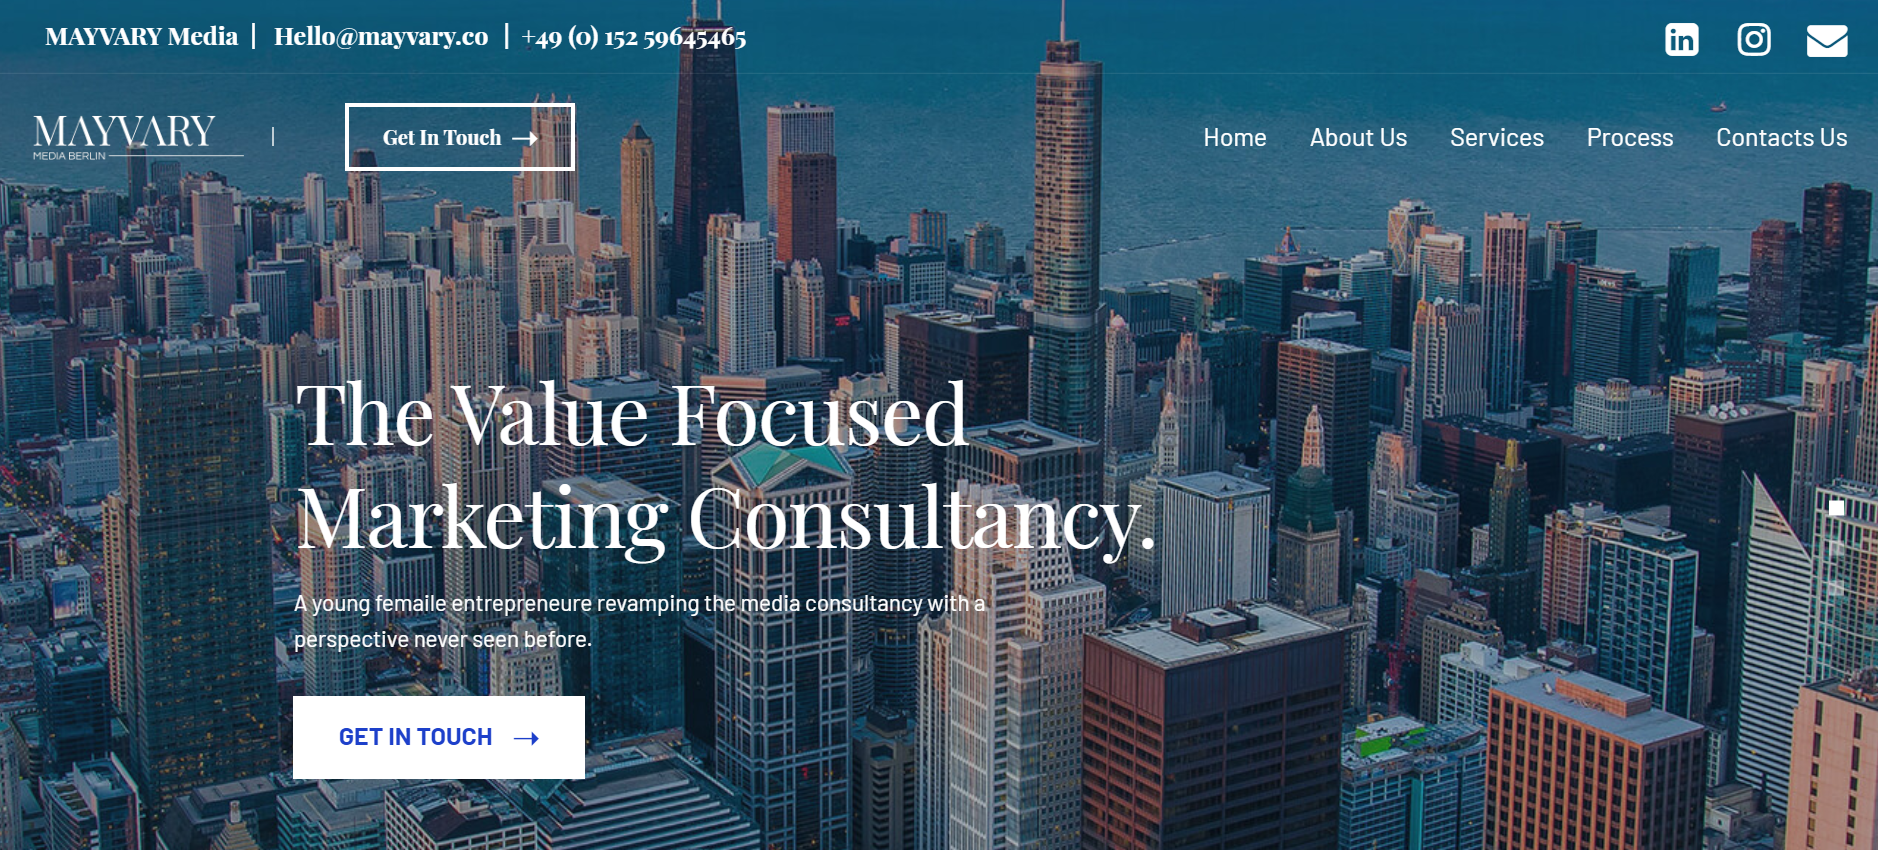 MAYVARY Media | Hello@mayvary.co | +49 (0) 152 59645465
MAYVARY
MEDIA BERLIN
|
Get In Touch →
Home About Us Services Process Contacts Us
The Value Focused
Marketing Consultancy.
A young femaile entrepreneure revamping the media consultancy with a
perspective never seen before.
GET IN TOUCH →